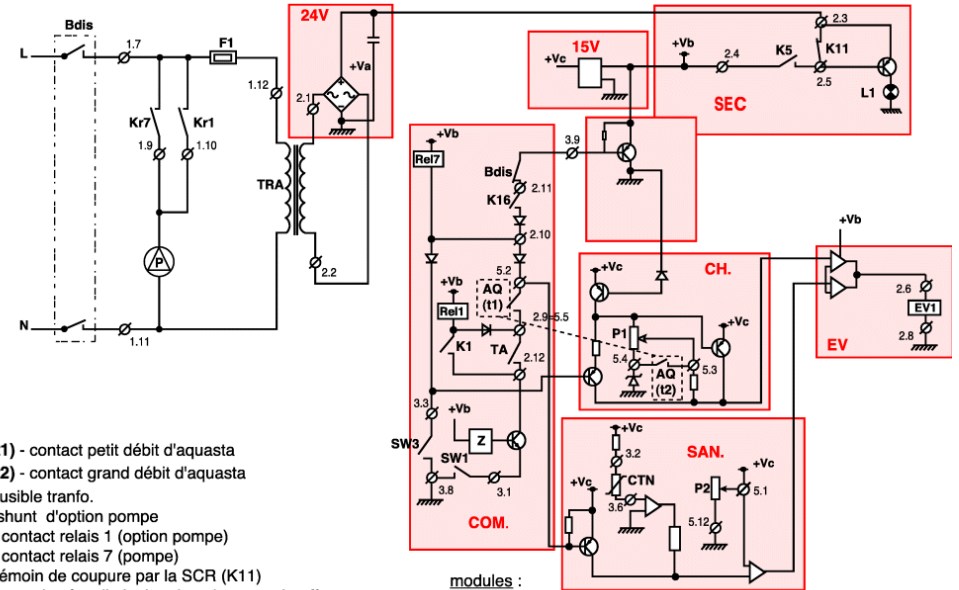 24V
Bdis
L
1.7
F1
+Va
1.12
2.1
Kr7
Kr1
1.9
1.10
TRA
P
2.2
N
1.11
15V
+Vc
+Vb
2.4
K5
2.3
K11
2.5
L1
SEC
+Vb
Rel7
3.9
Bdis
2.11
K16
2.10
5.2
+Vb
AQ
(t1)
Rel1
2.9=5.5
K1
TA
2.12
3.3
+Vb
SW3
Z
SW1
3.8
3.1
COM.
+Vc
CH.
P1
+Vc
5.4
5.3
AQ
(t2)
+Vb
2.6
EV1
2.8
EV
+Vc
SAN.
3.2
CTN
+Vc
+Vc
P2
5.1
3.6
5.12
1) - contact petit débit d'aquasta
2) - contact grand débit d'aquasta
usible tranfo.
shunt d'option pompe
contact relais 1 (option pompe)
contact relais 7 (pompe)
émoin de coupure par la SCR (K11)
modules :